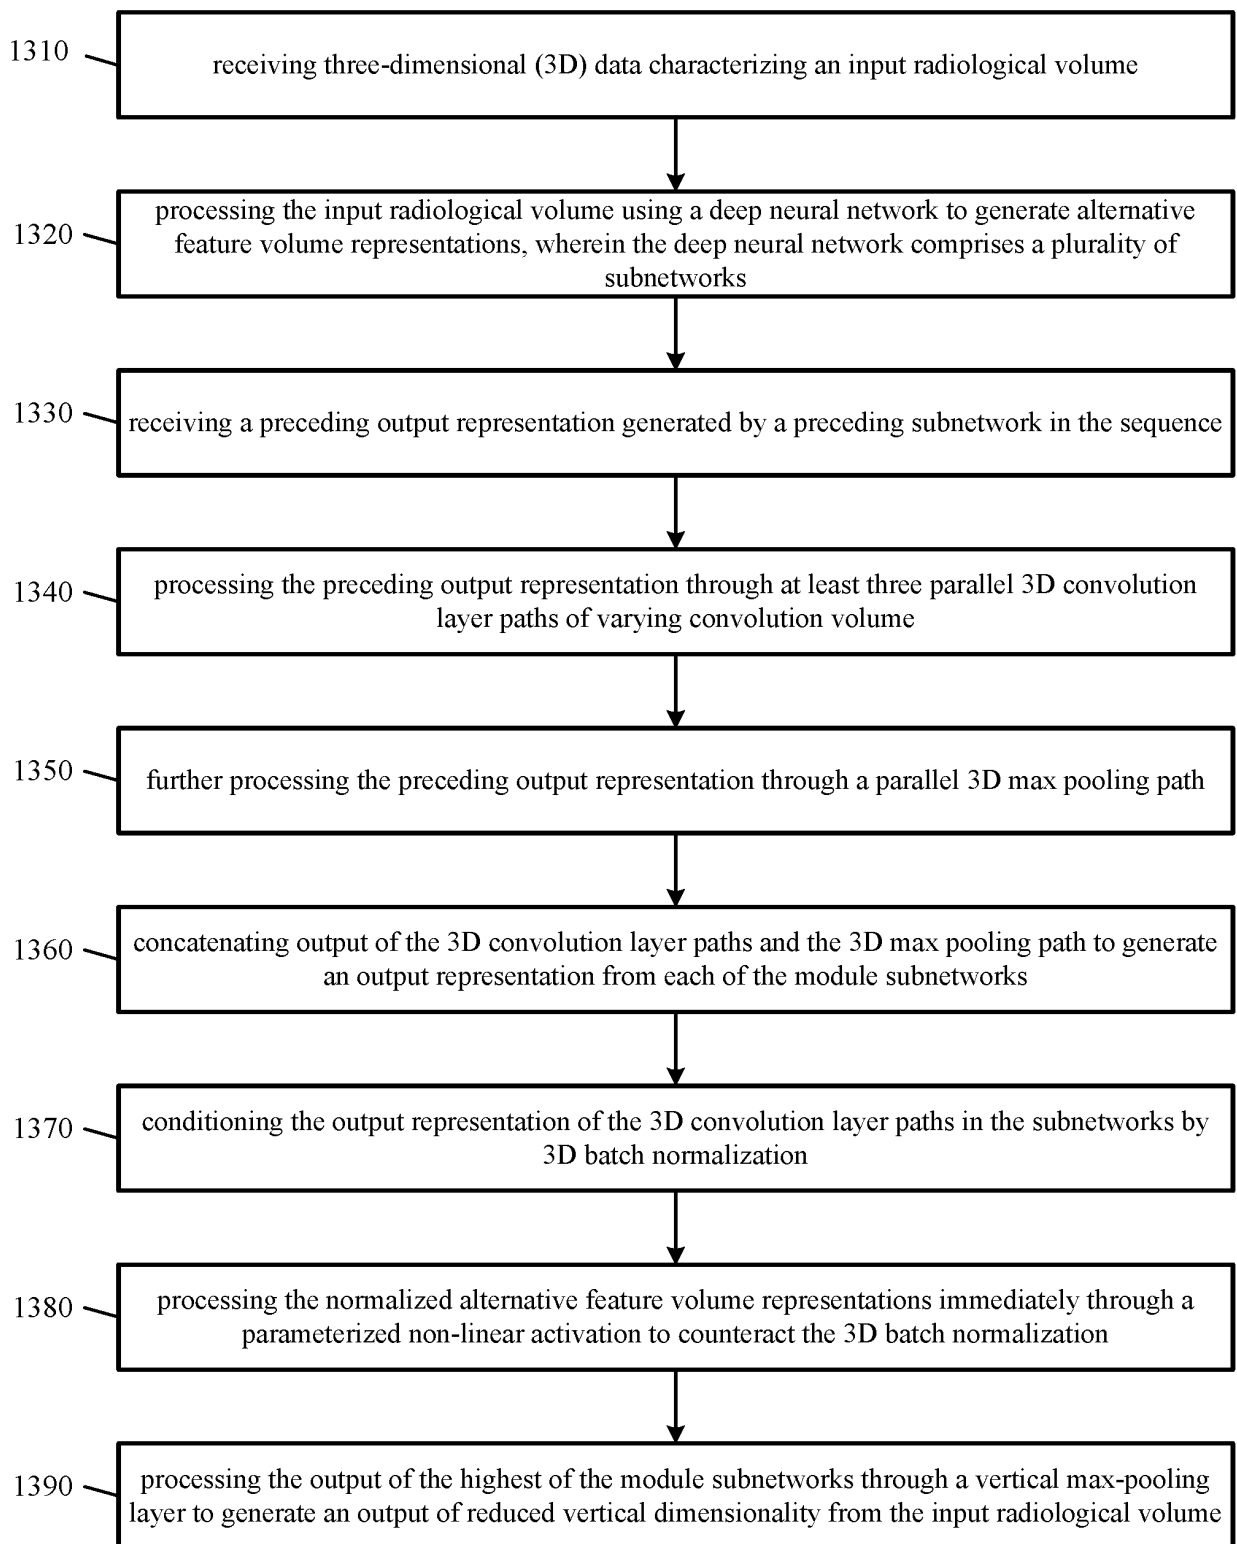 1310
receiving three-dimensional (3D) data characterizing an input radiological volume
1320
processing the input radiological volume using a deep neural network to generate alternative
feature volume representations, wherein the deep neural network comprises a plurality of
subnetworks
1330
receiving a preceding output representation generated by a preceding subnetwork in the sequence
1340
processing the preceding output representation through at least three parallel 3D convolution
layer paths of varying convolution volume
1350
further processing the preceding output representation through a parallel 3D max pooling path
1360
concatenating output of the 3D convolution layer paths and the 3D max pooling path to generate
an output representation from each of the module subnetworks
1370
conditioning the output representation of the 3D convolution layer paths in the subnetworks by
3D batch normalization
1380
processing the normalized alternative feature volume representations immediately through a
parameterized non-linear activation to counteract the 3D batch normalization
1390
processing the output of the highest of the module subnetworks through a vertical max-pooling
layer to generate an output of reduced vertical dimensionality from the input radiological volume